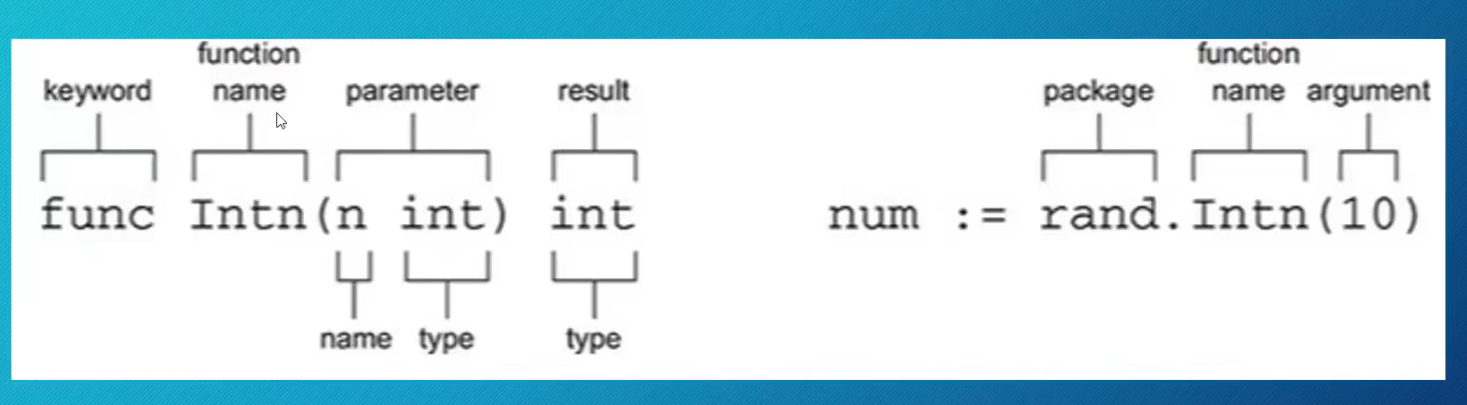 function function
keyword name parameter result package name argument
func Intn(n int) int num := rand.Intn(10)
name type type